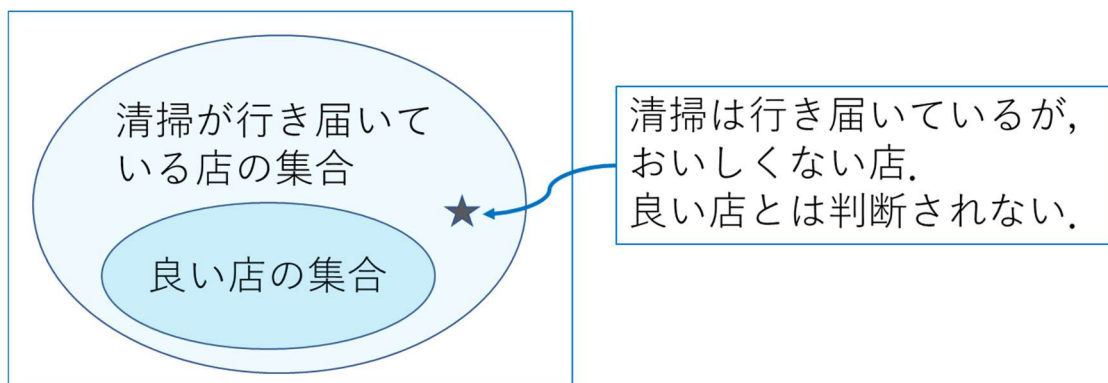 清掃が行き届いて
いる店の集合
良い店の集合
清掃は行き届いているが,
おいしくない店.
良い店とは判断されない.